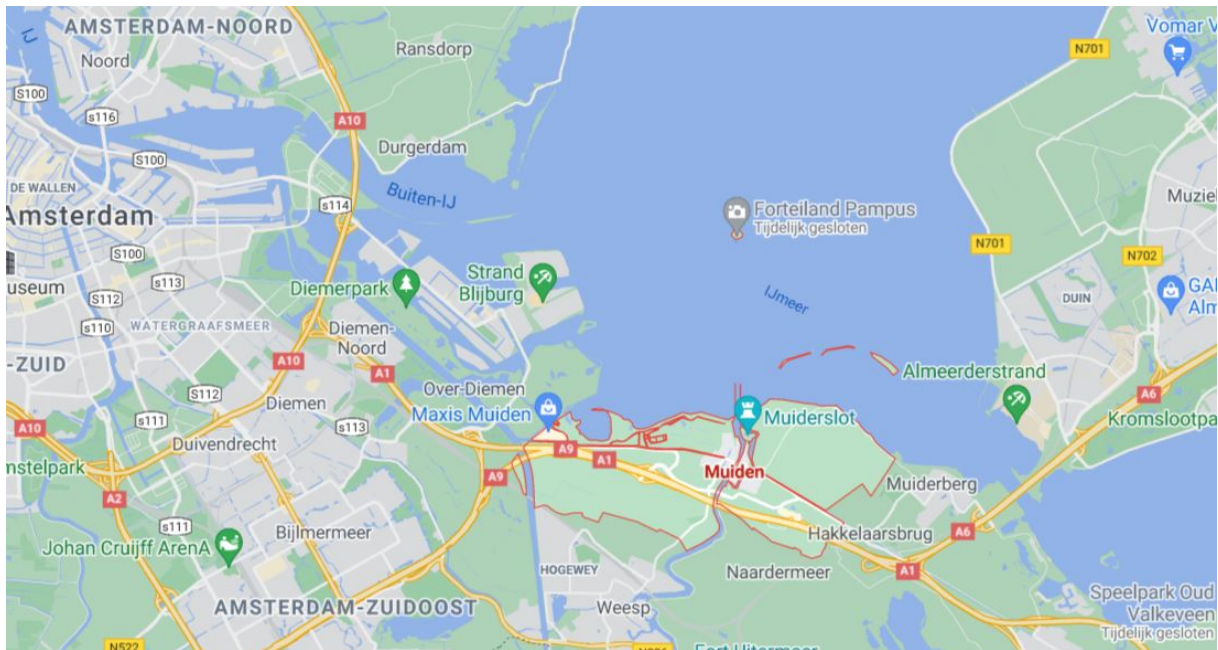 IJ
AMSTERDAM-NOORD
Noord
Ransdorp
N701
Vomar V
S100
s116
A10
S100
Durgerdam
DE WALLEN
Buiten-IJ
Amsterdam
s114
Forteiland Pampus
Tijdelijk gesloten
Muziel
N701
N702
S100
s113
useum
S112
Diemerpark
Strand
Blijburg
IJmeer
DUIN
GAI
Alm
s110
WATERGRAAFSMEER
Diemen-
Noord
-ZUID
A10
A1
Over-Diemen
Almeerderstrand
A6
S112
Diemen
Maxis Muiden
Muiderslot
Kromslootpa
A10
s111
s113
Duivendrecht
A9
A1
mstelpark
A9
Muiden
Muiderberg
A2
s111
Bijlmermeer
Hakkelaarsbrug
A6
Johan Cruijff ArenA
HOGEWEY
Naardermeer
A1
AMSTERDAM-ZUIDOOST
Weesp
Speelpark Oud
Valkeveen
Tijdelijk gesloten
N522